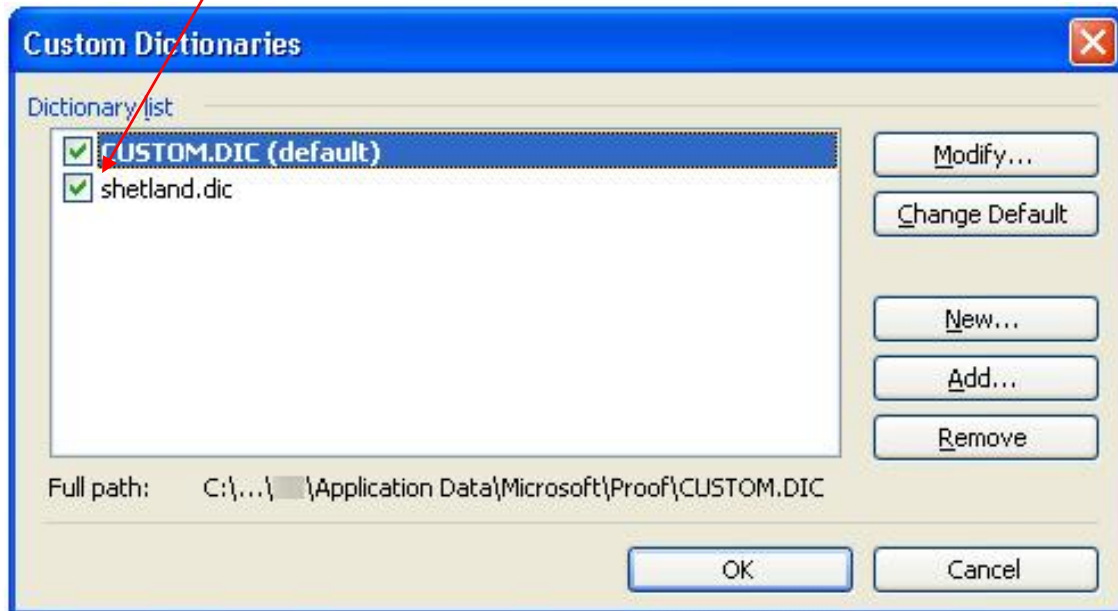 Custom Dictionaries
Dictionary list
CUSTOM.DIC (default)
shetland.dic
Modify...
Change Default
New...
Add...
Remove
Full path: C:\...\ \Application Data\Microsoft\Proof\CUSTOM.DIC
OK
Cancel